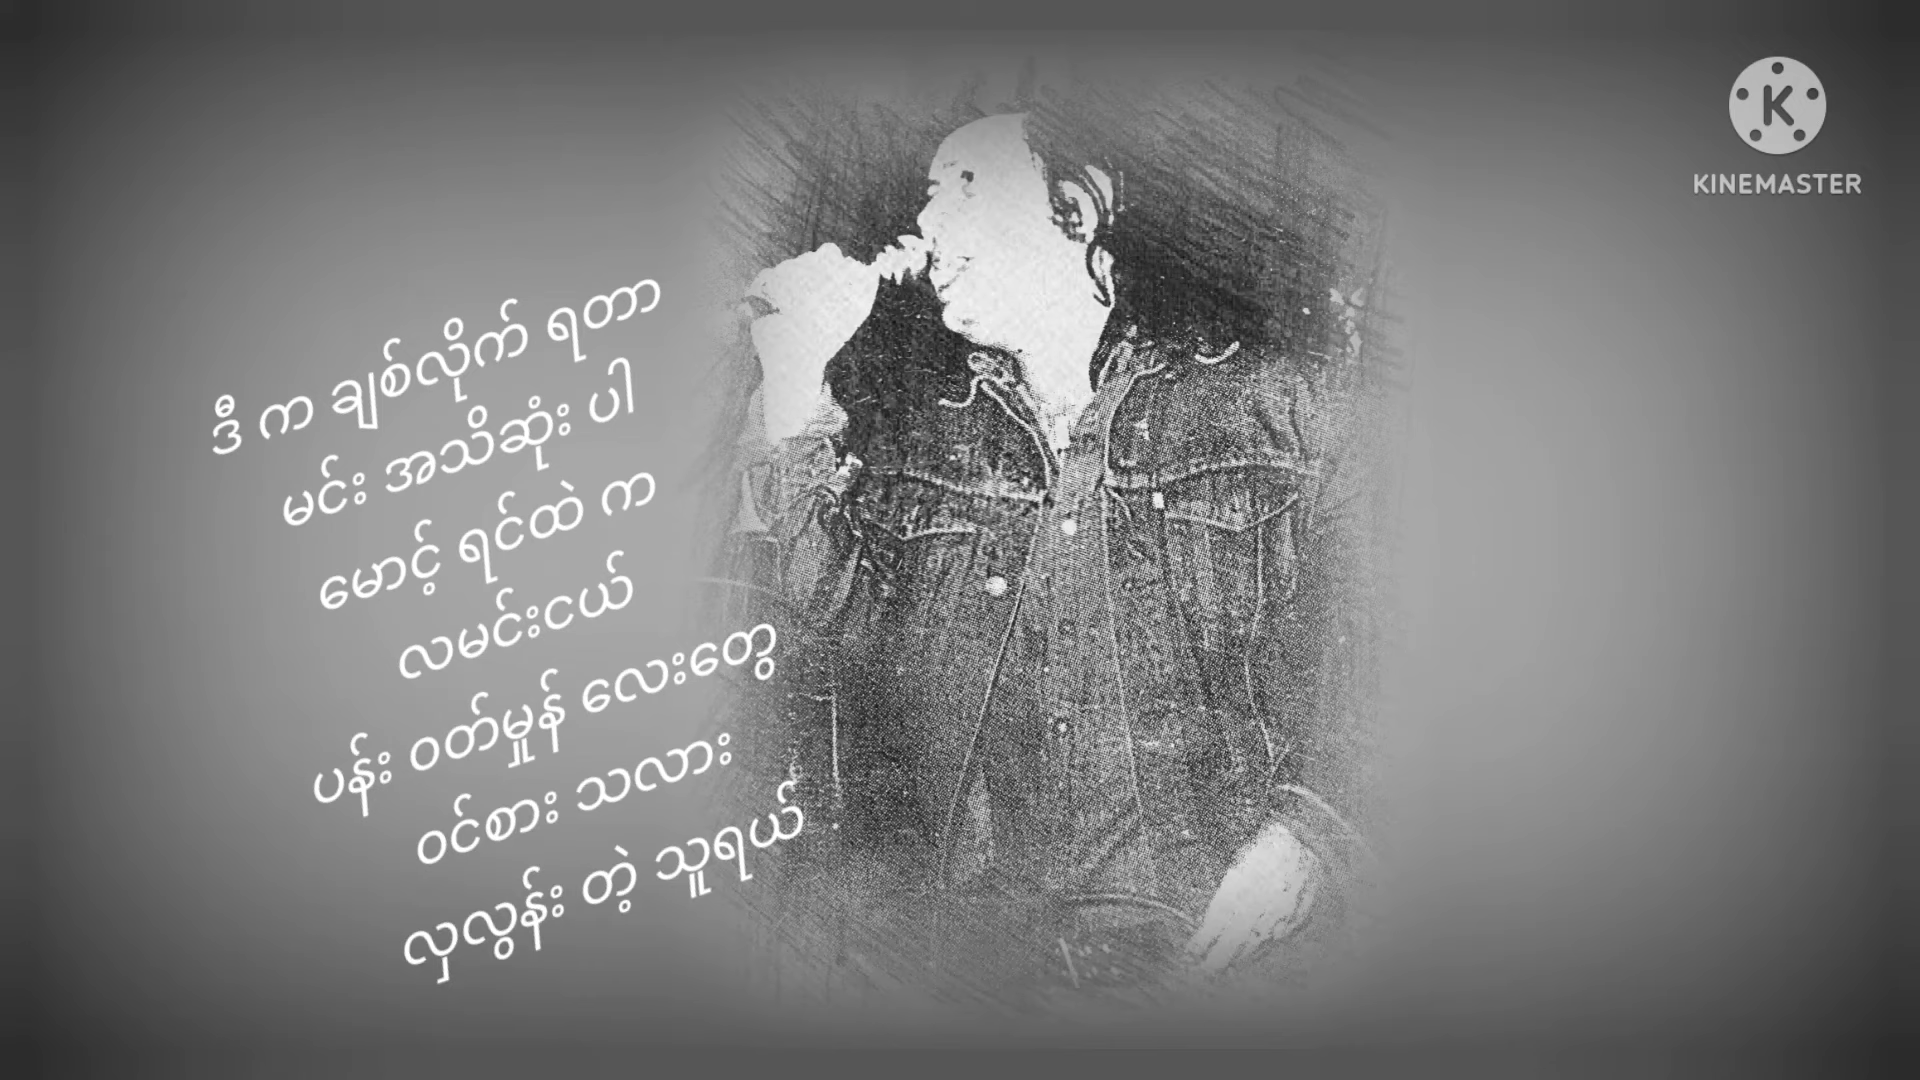 ဒီ က ချစ်လိုက် ရတာ
မင်း အသိဆုံး ပါ
မောင့် ရင်ထဲ က
လမင်းငယ်
ပန်း ဝတ်မှုန် လေးတွေ
ဝင်စား သလား
လှလွန်း တဲ့ သူရယ်
K
KINEMASTER